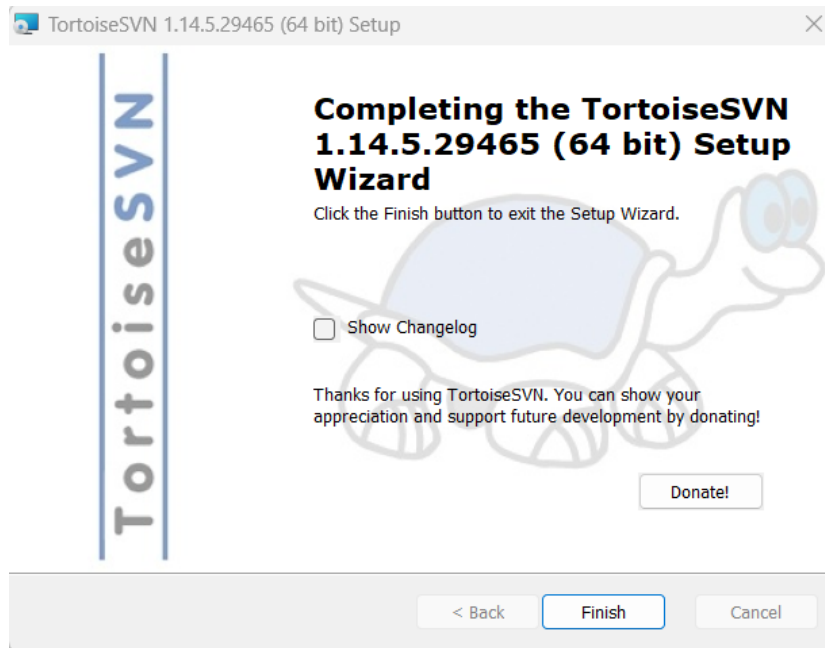 TortoiseSVN 1.14.5.29465 (64 bit) Setup
TortoiseSVN
Completing the TortoiseSVN
1.14.5.29465 (64 bit) Setup
Wizard
Click the Finish button to exit the Setup Wizard.
Show Changelog
Thanks for using TortoiseSVN. You can show your
appreciation and support future development by donating!
Donate!
< Back
Finish
Cancel